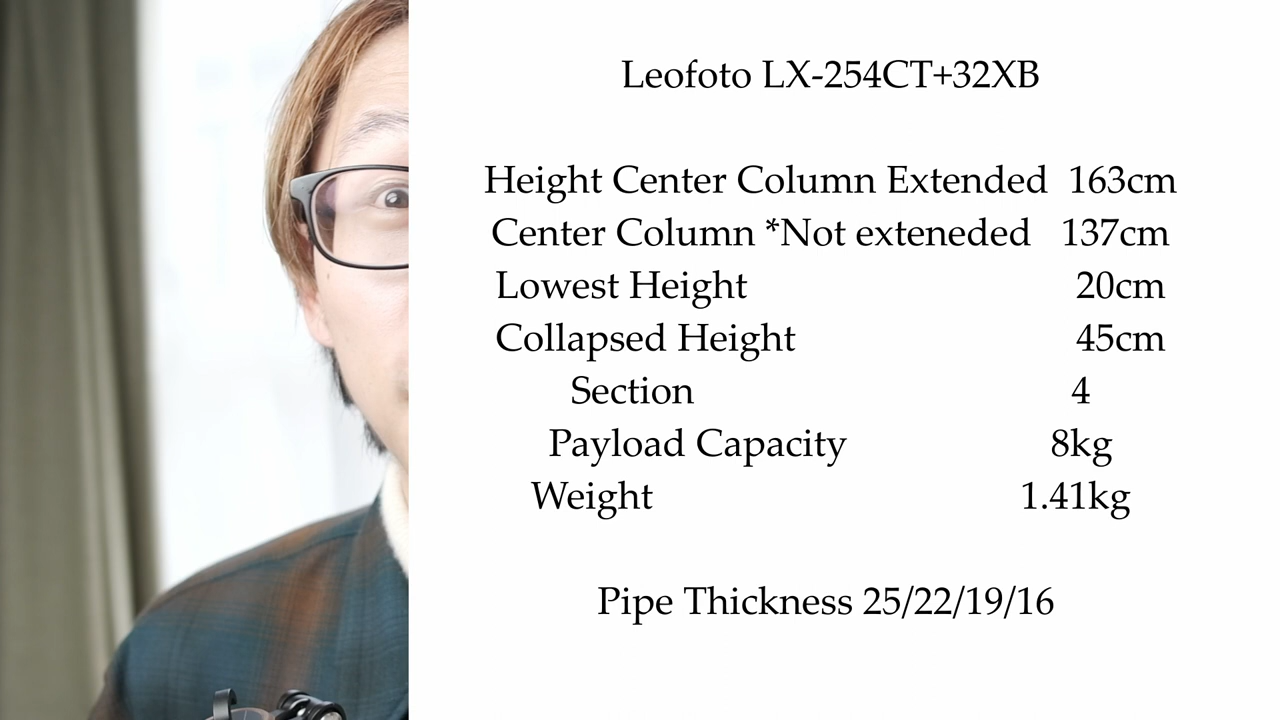 Leofoto LX-254CT+32XB
Height Center Column Extended 163cm
Center Column *Not exteneded 137cm
Lowest Height 20cm
Collapsed Height 45cm
Section 4
Payload Capacity 8kg
Weight 1.41kg
Pipe Thickness 25/22/19/16